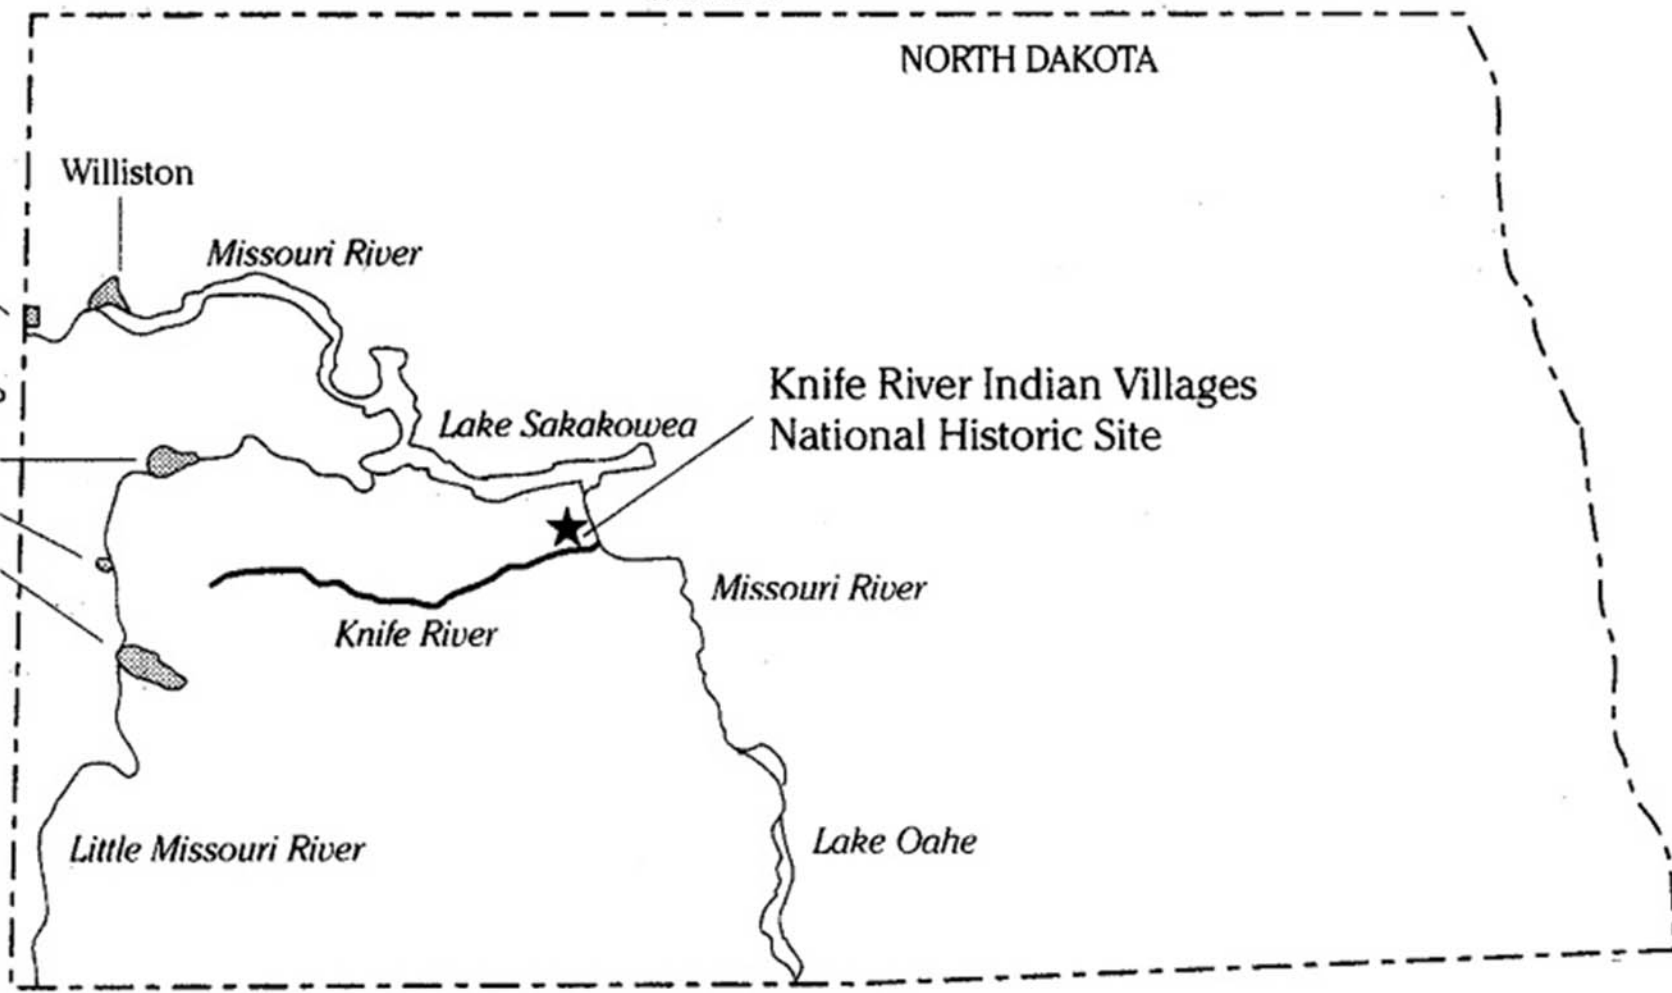 NORTH DAKOTA
Williston
Missouri River
Knife River Indian Villages
National Historic Site
Lake Sakakowea
Missouri River
Knife River
Little Missouri River
Lake Oahe